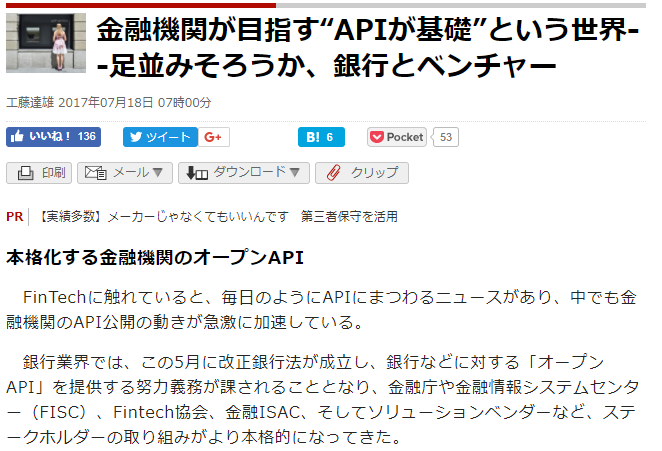 金融機関が目指す“APIが基礎”という世界-
-足並みそろうか、銀行とベンチャー
工藤達雄 2017年07月18日 07時00分
いいね! 136 ツイート G+ B! 6 Pocket 53
印刷 メール▼ ダウンロード▼ クリップ
PR 【実績多数】メーカーじゃなくてもいいんです 第三者保守を活用
本格化する金融機関のオープンAPI
FinTechに触れていると、毎日のようにAPIにまつわるニュースがあり、中でも金
融機関のAPI公開の動きが急激に加速している。
銀行業界では、この5月に改正銀行法が成立し、銀行などに対する「オープン
API」を提供する努力義務が課されることとなり、金融庁や金融情報システムセンタ
ー（FISC）、Fintech協会、金融ISAC、そしてソリューションベンダーなど、ステ
ークホルダーの取り組みがより本格的になってきた。